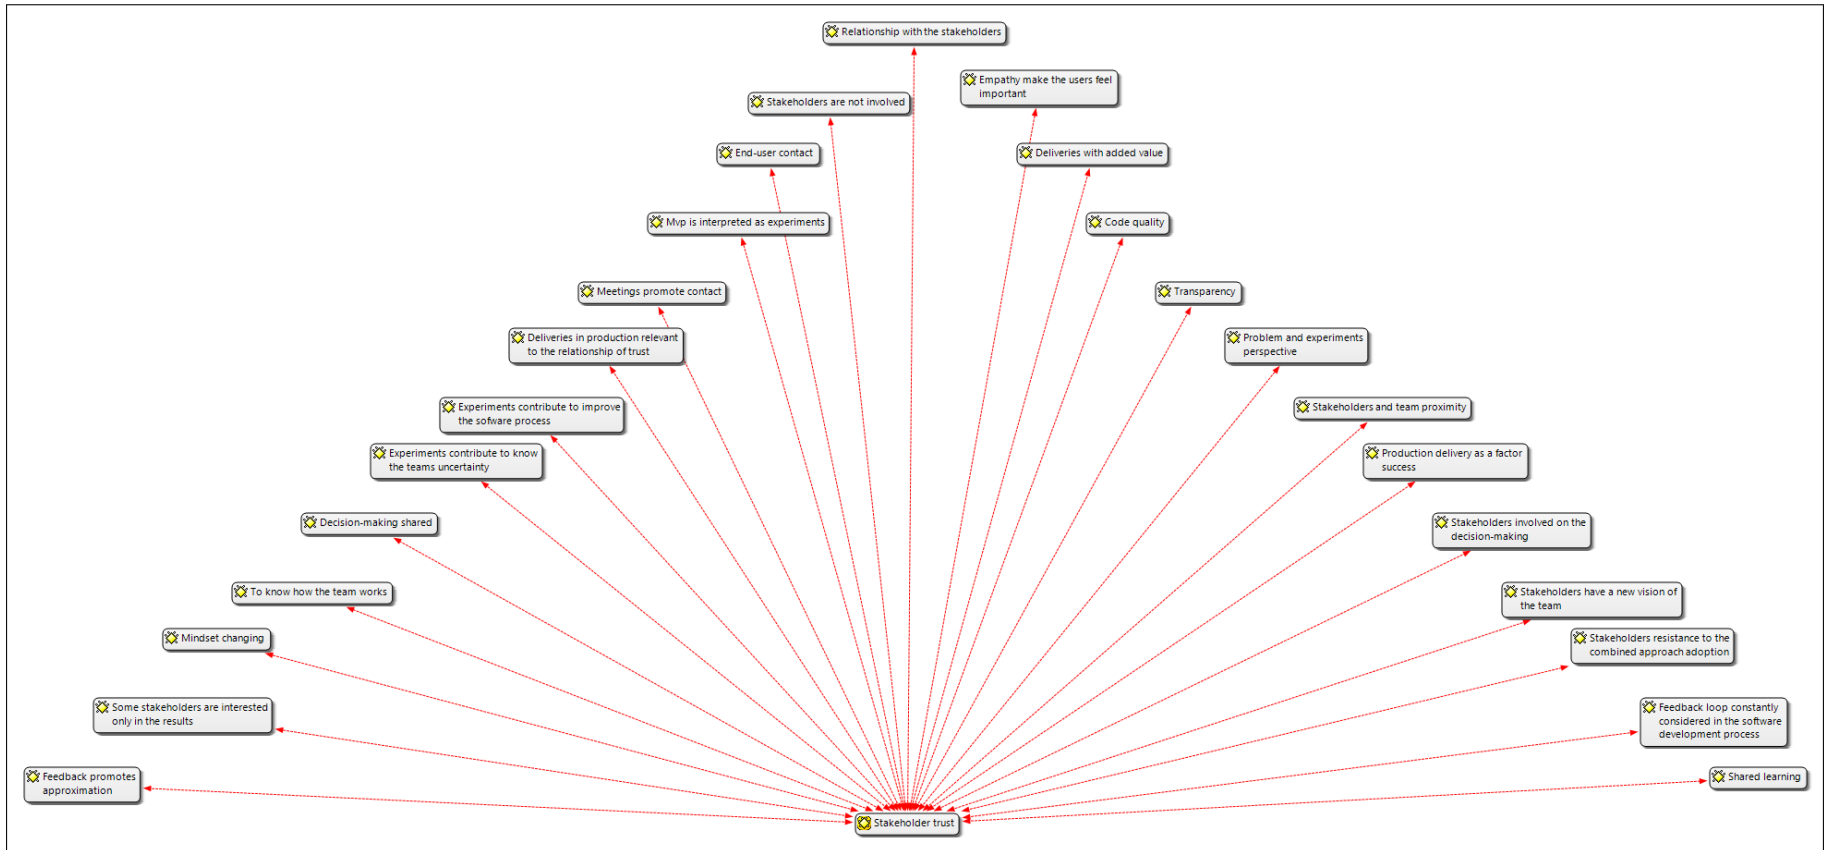 Relationship with the stakeholders
Empathy make the users feel
important
Stakeholders are not involved
End-user contact
Deliveries with added value
Mvp is interpreted as experiments
Code quality
Meetings promote contact
Transparency
Deliveries in production relevant
to the relationship of trust
Problem and experiments
perspective
Experiments contribute to improve
the sofware process
Stakeholders and team proximity
Experiments contribute to know
the teams uncertainty
Production delivery as a factor
success
Decision-making shared
Stakeholders involved on the
decision-making
To know how the team works
Stakeholders have a new vision of
the team
Mindset changing
Stakeholders resistance to the
combined approach adoption
Some stakeholders are interested
only in the results
Feedback loop constantly
considered in the software
development process
Feedback promotes
approximation
Shared learning
Stakeholder trust